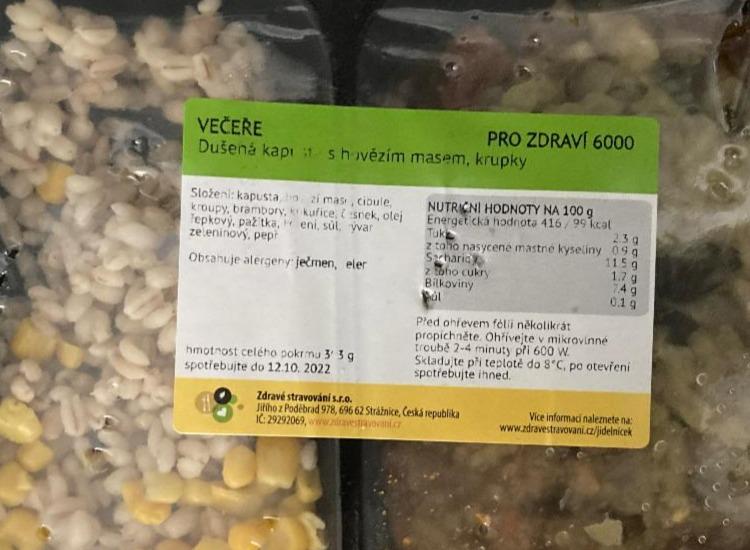 VEČEŘE
PRO ZDRAVÍ 6000
Dušená s masem, krupky
Složení: kapusta, cibule,
kroupy, brambory, olej
řepkový, pažitka, sůl,
zeleninový, pepř
Obsahuje alergeny: ječmen,
hmotnost celého pokrmu
spotřebujte do 12.10. 2022
NUTRIČNÍ HODNOTY NA 100 g
Energetická hodnota 416 / 99 kcal
2.3 g
z toho nasycené mastné kyseliny 0.9 g
11.5 g
z toho cukry 1.7 g
Bílkoviny 7.4 g
0.1 g
Před ohřevem fólii několikrát
propíchněte. Ohřívejte v mikrovlnné
troubě 2-4 minuty při 600 W.
Skladujte při teplotě do 8°C, po otevření
spotřebujte ihned.
Zdravé stravování s.r.o.
Jiřího z Poděbrad 978, 696 62 Strážnice, Česká republika
IČ: 29292069, www.zdravestravovani.cz
Více informací naleznete na:
www.zdravestravovani.cz/jidelnicek